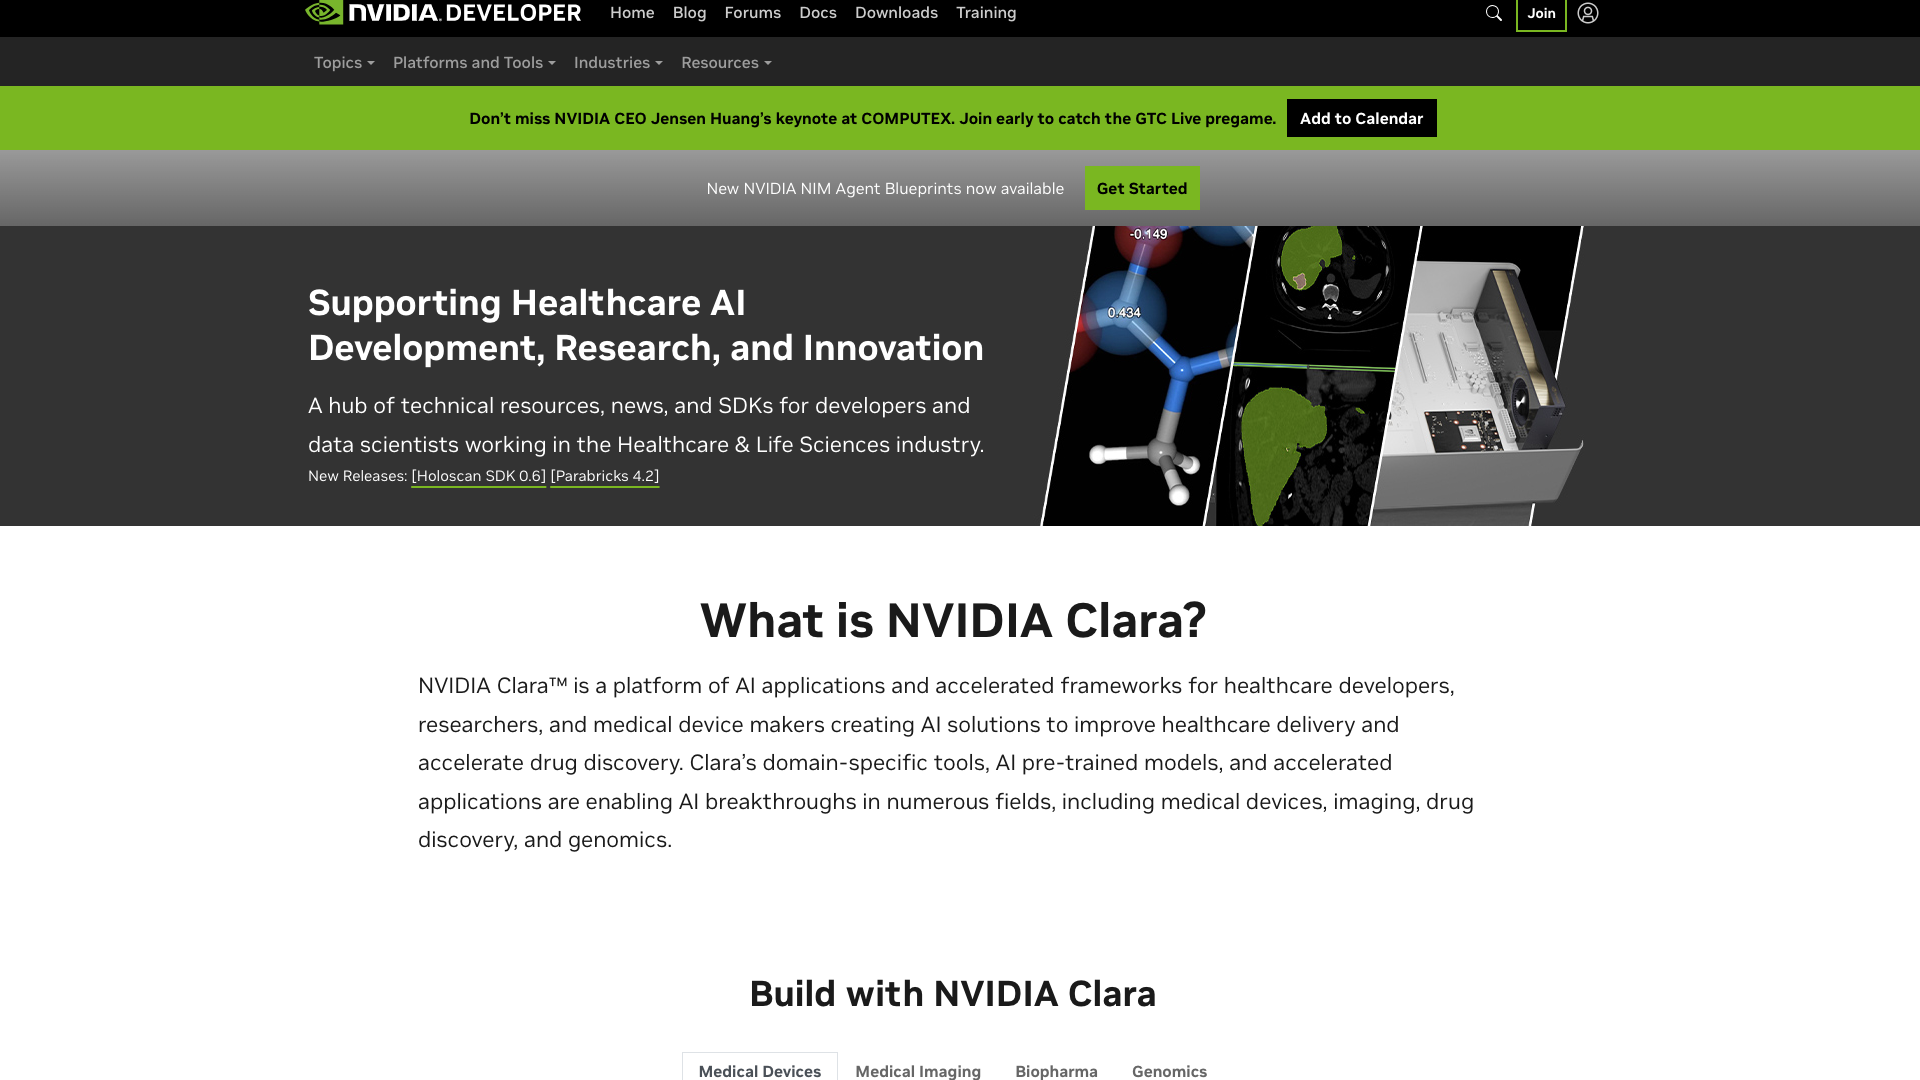 NVIDIA. DEVELOPER Home Blog Forums Docs Downloads Training Join
Topics Platforms and Tools Industries Resources
Don’t miss NVIDIA CEO Jensen Huang’s keynote at COMPUTEX. Join early to catch the GTC Live pregame. Add to Calendar
New NVIDIA NIM Agent Blueprints now available Get Started
-0.149
0.434
Supporting Healthcare AI
Development, Research, and Innovation
A hub of technical resources, news, and SDKs for developers and
data scientists working in the Healthcare & Life Sciences industry.
New Releases: [Holoscan SDK 0.6] [Parabricks 4.2]
What is NVIDIA Clara?
NVIDIA Clara™ is a platform of AI applications and accelerated frameworks for healthcare developers,
researchers, and medical device makers creating AI solutions to improve healthcare delivery and
accelerate drug discovery. Clara’s domain-specific tools, AI pre-trained models, and accelerated
applications are enabling AI breakthroughs in numerous fields, including medical devices, imaging, drug
discovery, and genomics.
Build with NVIDIA Clara
Medical Devices Medical Imaging Biopharma Genomics